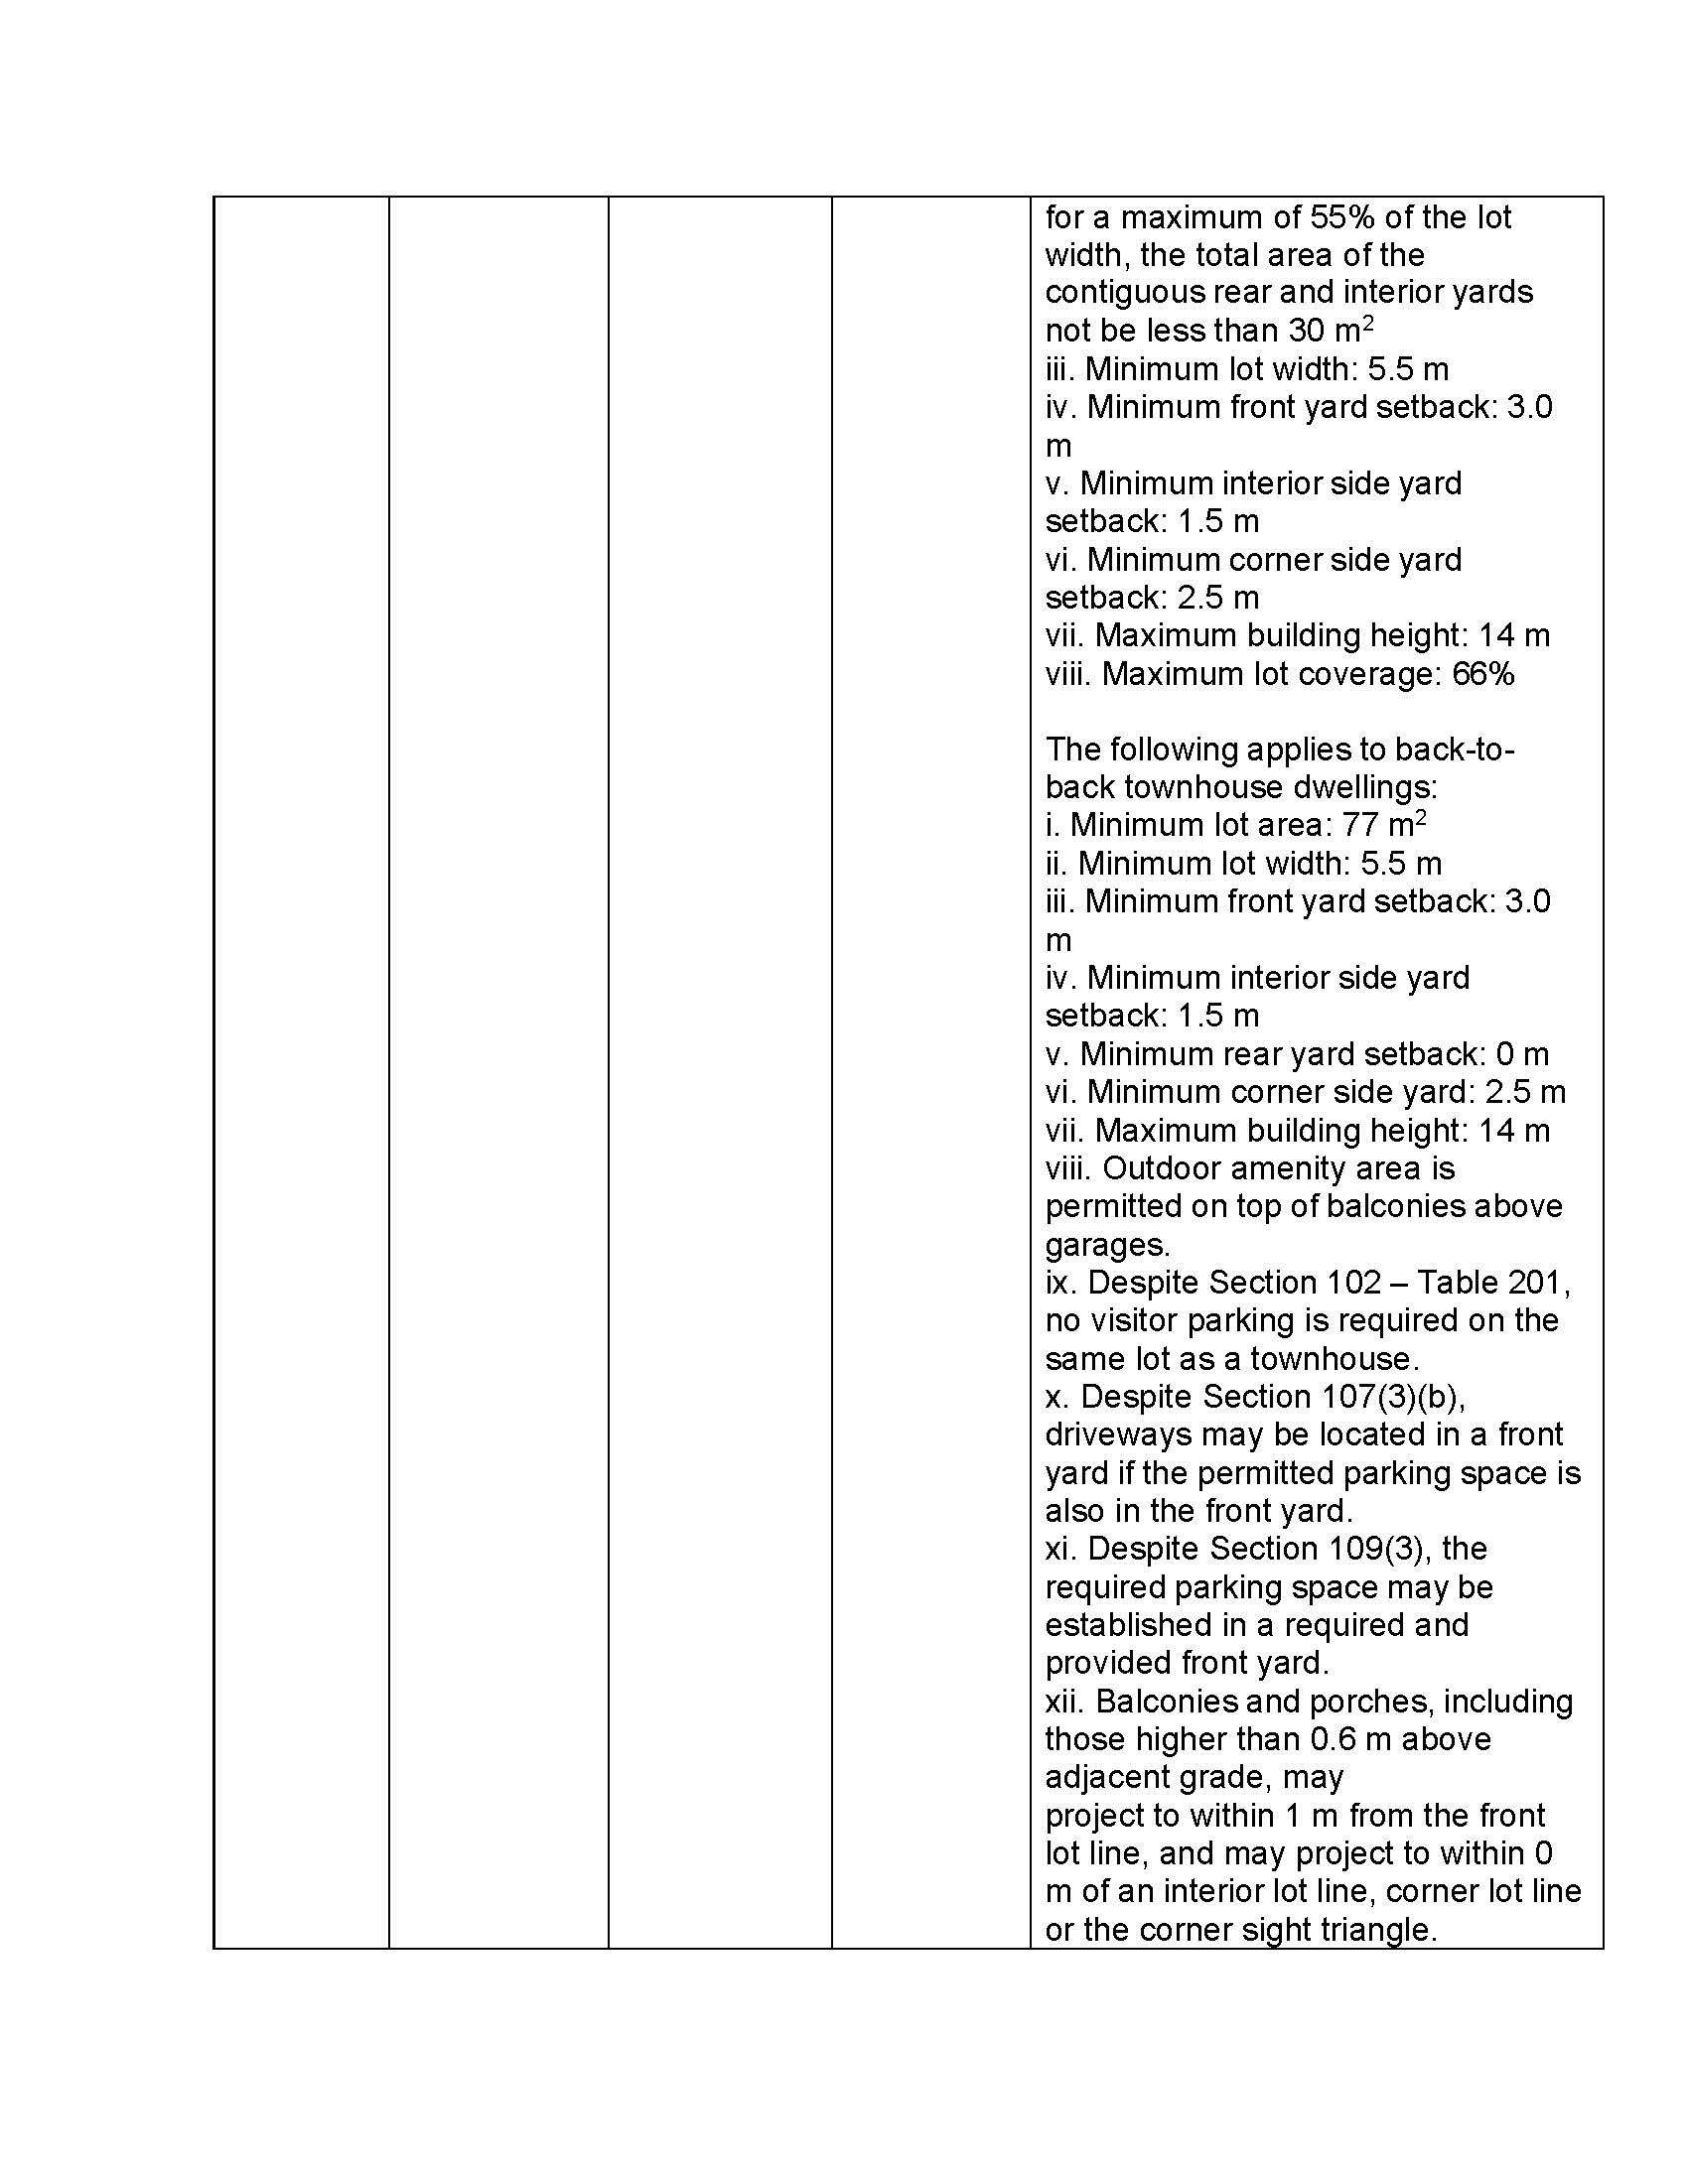 for a maximum of 55% of the lot
width, the total area of the
contiguous rear and interior yards
not be less than 30 m²
iii. Minimum lot width: 5.5 m
iv. Minimum front yard setback: 3.0
m
v. Minimum interior side yard
setback: 1.5 m
vi. Minimum corner side yard
setback: 2.5 m
vii. Maximum building height: 14 m
viii. Maximum lot coverage: 66%
The following applies to back-to-
back townhouse dwellings:
i. Minimum lot area: 77 m²
ii. Minimum lot width: 5.5 m
iii. Minimum front yard setback: 3.0
m
iv. Minimum interior side yard
setback: 1.5 m
v. Minimum rear yard setback: 0 m
vi. Minimum corner side yard: 2.5 m
vii. Maximum building height: 14 m
viii. Outdoor amenity area is
permitted on top of balconies above
garages.
ix. Despite Section 102 – Table 201,
no visitor parking is required on the
same lot as a townhouse.
x. Despite Section 107(3)(b),
driveways may be located in a front
yard if the permitted parking space is
also in the front yard.
xi. Despite Section 109(3), the
required parking space may be
established in a required and
provided front yard.
xii. Balconies and porches, including
those higher than 0.6 m above
adjacent grade, may
project to within 1 m from the front
lot line, and may project to within 0
m of an interior lot line, corner lot line
or the corner sight triangle.